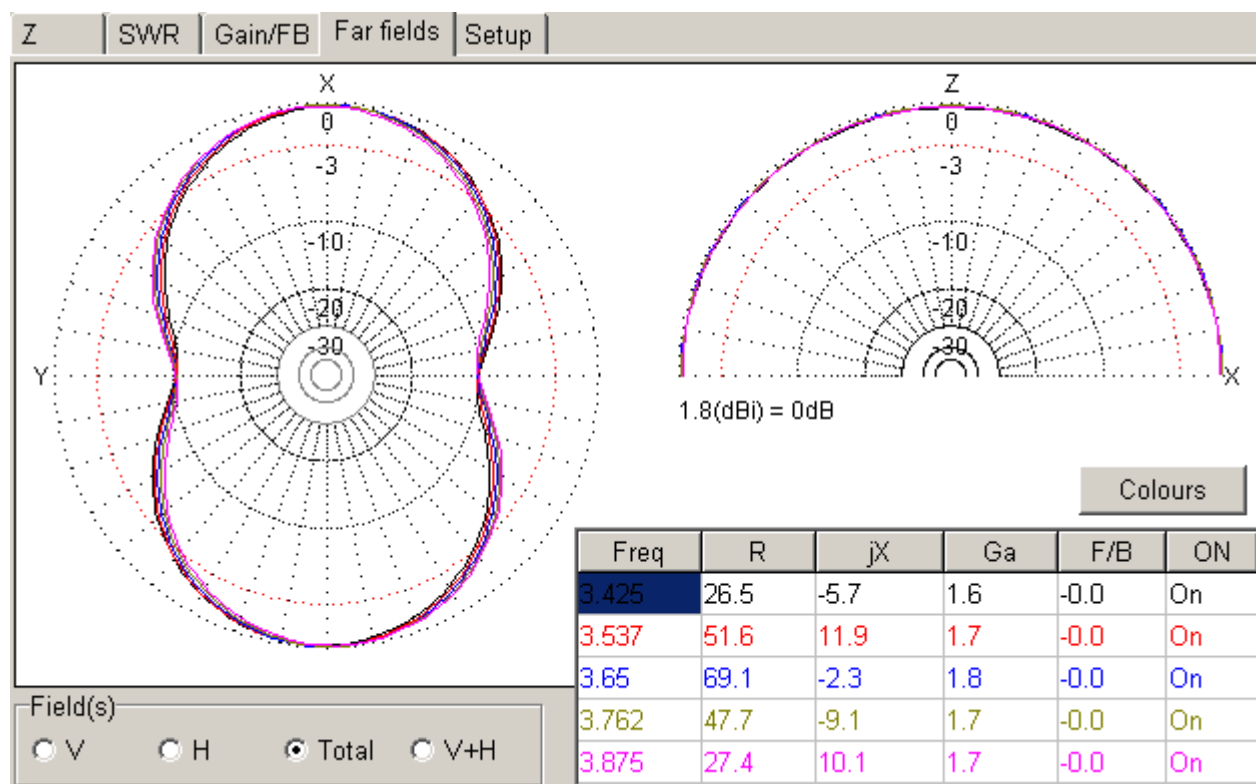 Z SWR Gain/FB Far fields Setup
X
0
-3
-10
-20
-30
Y
Z
0
-3
-10
-20
-30
X
1.8(dBi) = 0dB
Colours
Freq R jX Ga F/B ON
3.425 26.5 -5.7 1.6 -0.0 On
3.537 51.6 11.9 1.7 -0.0 On
3.65 69.1 -2.3 1.8 -0.0 On
3.762 47.7 -9.1 1.7 -0.0 On
3.875 27.4 10.1 1.7 -0.0 On
Field(s)
V H Total V+H